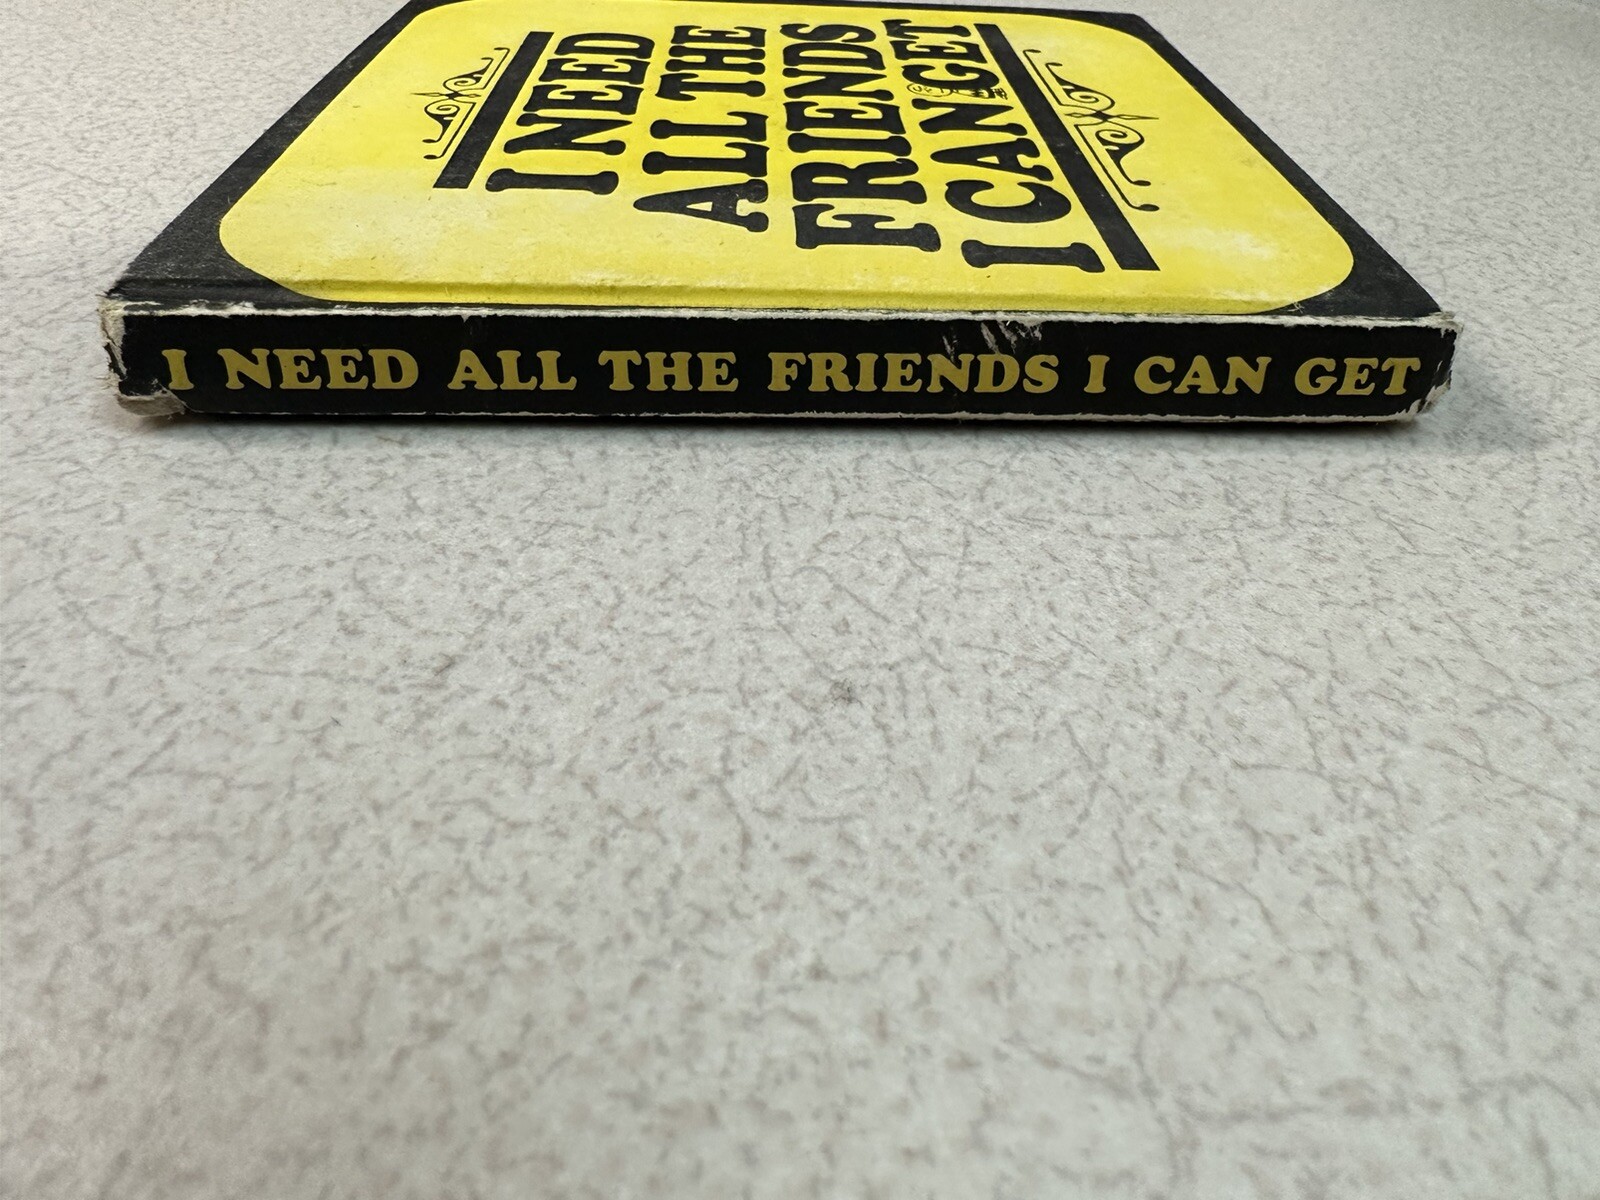 I NEED
ALL THE
FRIENDS
I CAN GET
I NEED ALL THE FRIENDS I CAN GET